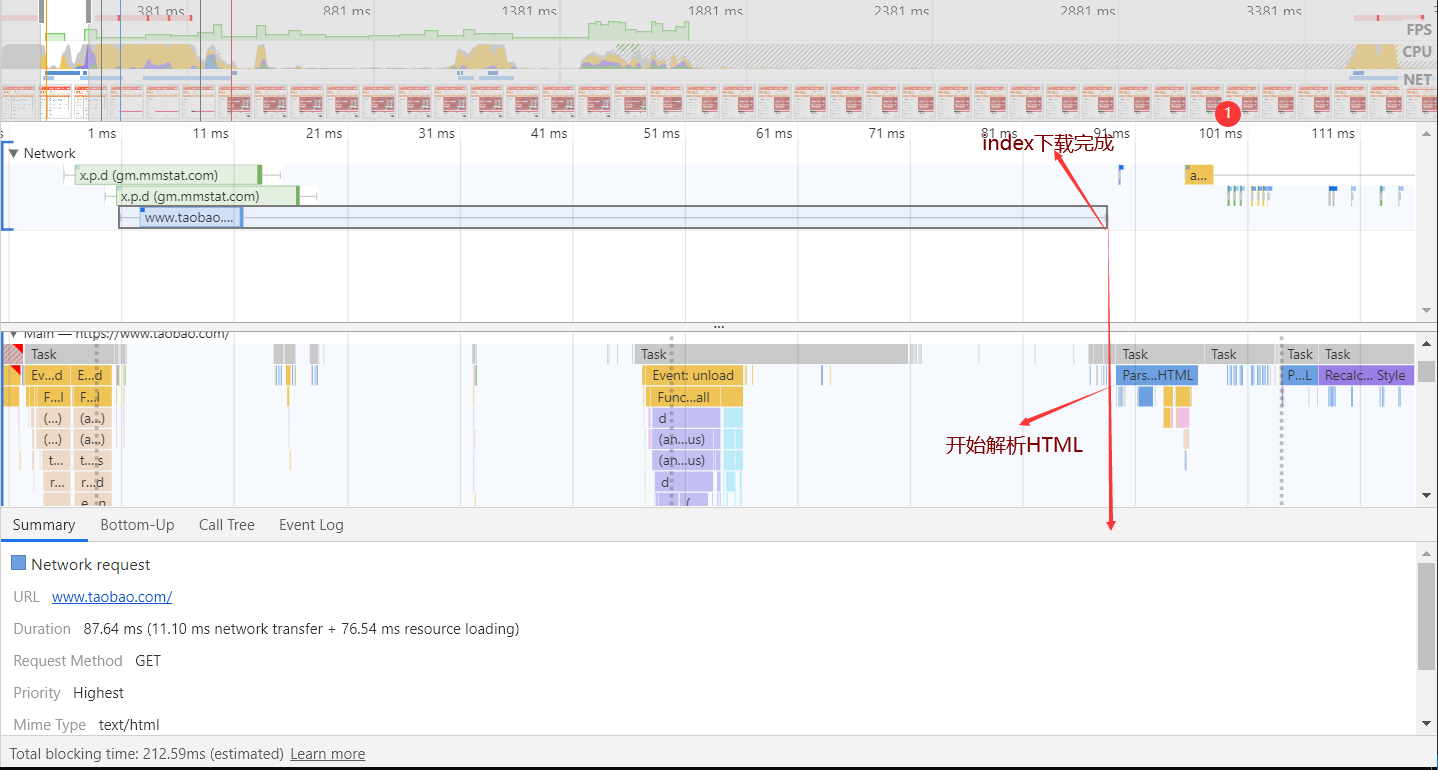 381 ms 881 ms 1381 ms 1881 ms 2381 ms 2881 ms 3381 ms
FPS
CPU
NET
1
1 ms 11 ms 21 ms 31 ms 41 ms 51 ms 61 ms 71 ms 81 ms 91 ms 101 ms 111 ms
index下载完成
Network
x.p.d (gm.mmstat.com) a...
x.p.d (gm.mmstat.com)
www.taobao....
...
Main — https://www.taobao.com/
Task Task Task Task Task Task
Ev...d E...d Event: unload Pars...HTML P...L Recalc... Style
F...l F...l Func...all
(...) (a...) d
(...) (a...) (an...us)
开始解析HTML
t... t...s (an...us)
r... r...d d
e...n (
Summary Bottom-Up Call Tree Event Log
Network request
URL www.taobao.com/
Duration 87.64 ms (11.10 ms network transfer + 76.54 ms resource loading)
Request Method GET
Priority Highest
Mime Type text/html
Total blocking time: 212.59ms (estimated) Learn more